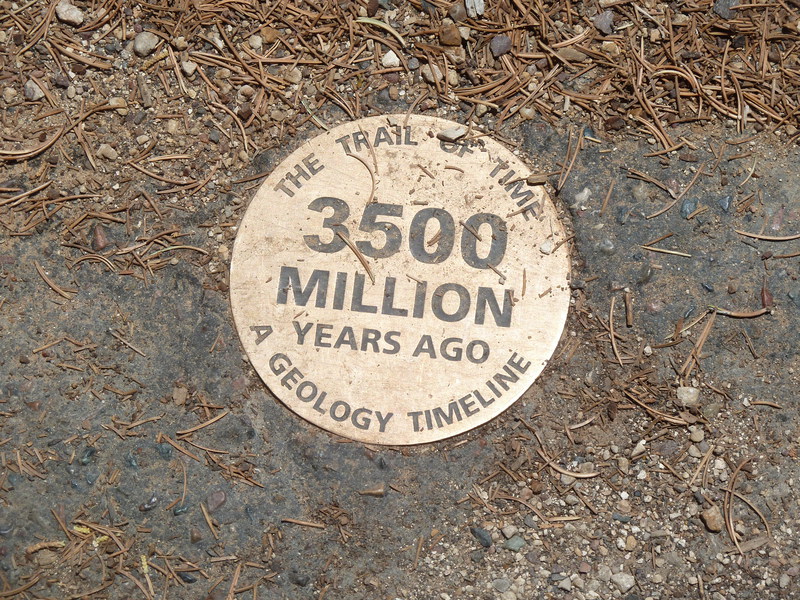 THE TRAIL OF TIME
3500
MILLION
YEARS AGO
A GEOLOGY TIMELINE